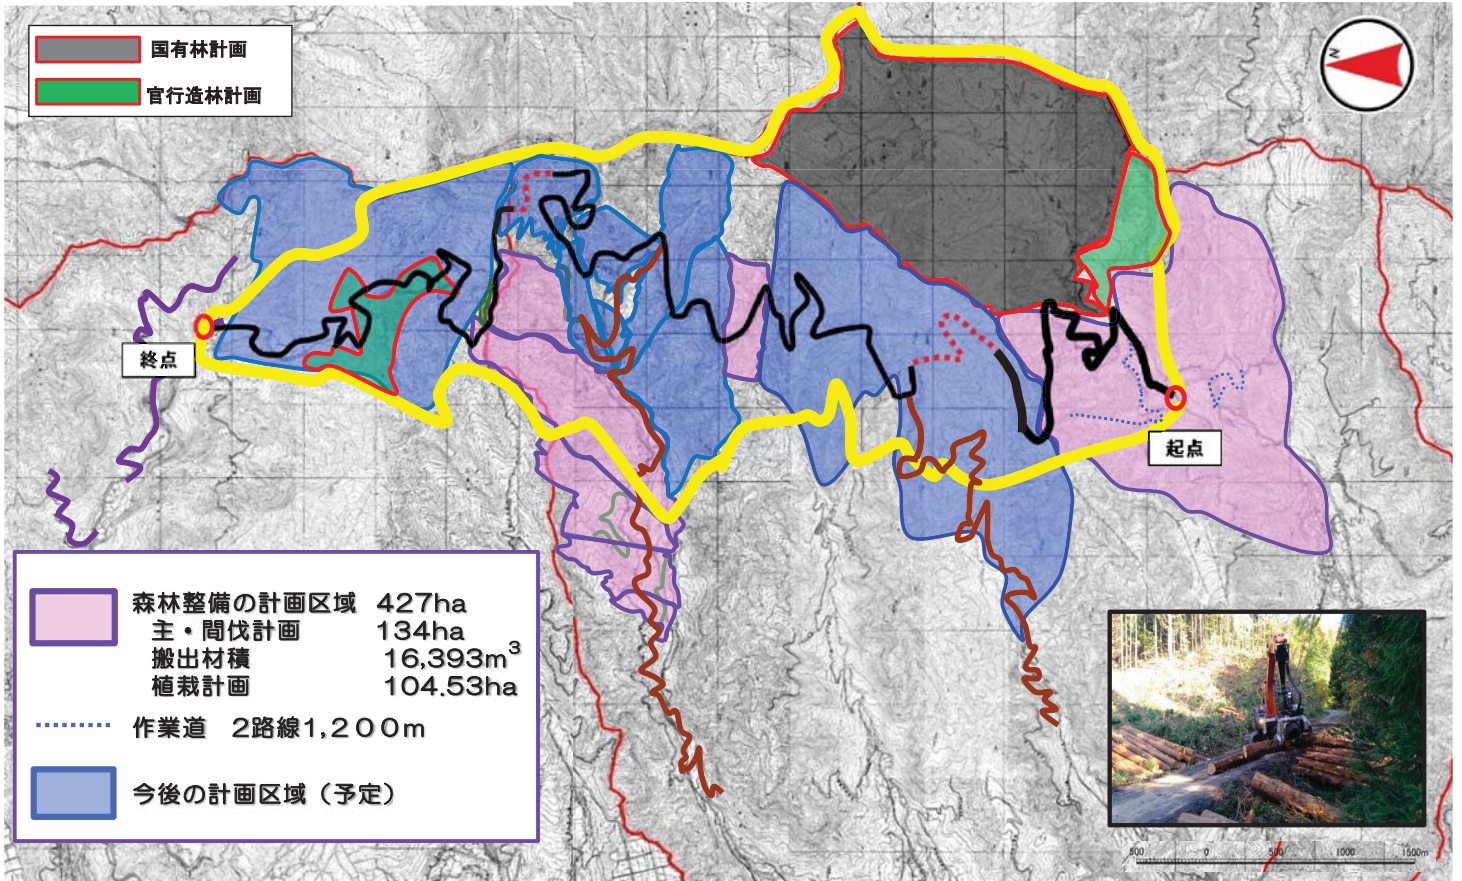 国有林計画
官行造林計画
N
終点
起点
森林整備の計画区域 427ha
主・間伐計画 134ha
搬出材積 16,393m³
植栽計画 104.53ha
作業道 2路線1,200m
今後の計画区域（予定）
500 0 500 1000 1500m